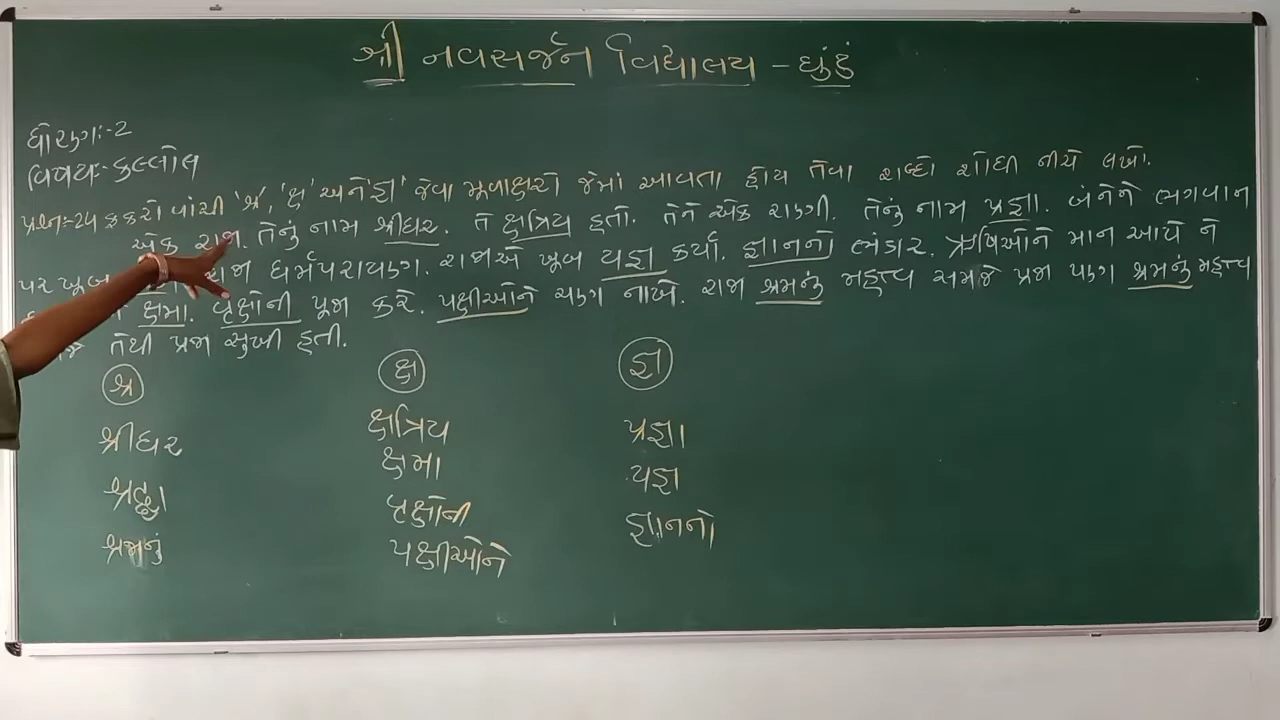 શ્રી નવસર્જન વિદ્યાલય - ઘુંટું
ધોરણ:-2
વિષય:-કલ્લોલ
પ્રશ્ન:-24 ફકરો વાંચી 'શ્ર', 'ક્ષ' અને 'જ્ઞ' જેવા મૂળાક્ષરો જેમાં આવતા હોય તેવા શબ્દો શોધી નીચે લખો.
એક રાજા. તેનું નામ શ્રીધર. તે ક્ષત્રિય હતો. તેને એક રાણી. તેનું નામ પ્રજ્ઞા. બંનેને ભગવાન
પર ખૂબ રાજા ધર્મપરાયણ. રાજાએ ખૂબ યજ્ઞ કર્યા. જ્ઞાનનો ભંડાર. ઋષિઓને માન આપે ને
ક્ષમા. વૃક્ષોની પૂજા કરે. પક્ષીઓને ચણ નાખે. રાજા શ્રમનું મહત્ત્વ સમજે પ્રજા પણ શ્રમનું મહત્ત્વ
તેથી પ્રજા સુખી હતી.
શ્ર ક્ષ જ્ઞ
શ્રીધર ક્ષત્રિય પ્રજ્ઞા
શ્રદ્ધા ક્ષમા યજ્ઞ
શ્રમનું વૃક્ષોની જ્ઞાનનો
પક્ષીઓને